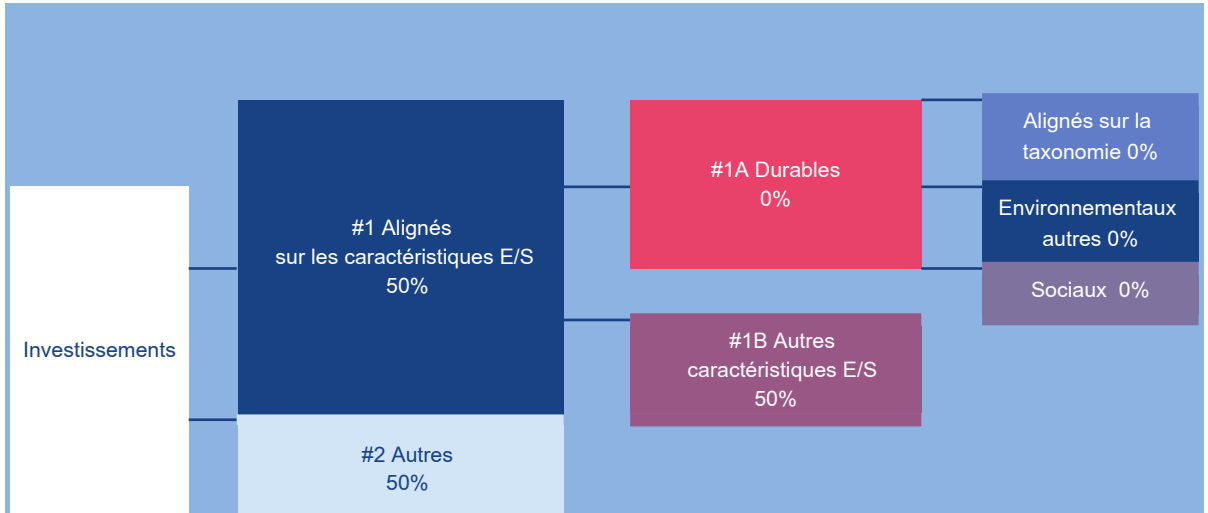 Investissements
#1 Alignés
sur les caractéristiques E/S
50%
#2 Autres
50%
#1A Durables
0%
#1B Autres
caractéristiques E/S
50%
Alignés sur la
taxonomie 0%
Environnementaux
autres 0%
Sociaux 0%